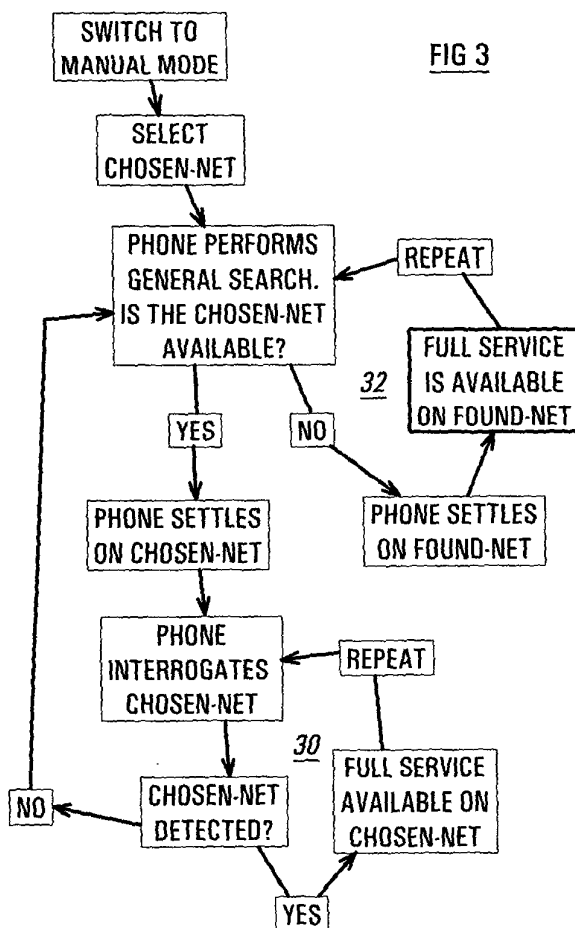 SWITCH TO
MANUAL MODE
FIG 3
SELECT
CHOSEN-NET
PHONE PERFORMS
GENERAL SEARCH.
IS THE CHOSEN-NET
AVAILABLE?
REPEAT
32
FULL SERVICE
IS AVAILABLE
ON FOUND-NET
YES
NO
PHONE SETTLES
ON CHOSEN-NET
PHONE SETTLES
ON FOUND-NET
PHONE
INTERROGATES
CHOSEN-NET
REPEAT
30
FULL SERVICE
AVAILABLE ON
CHOSEN-NET
NO
CHOSEN-NET
DETECTED?
YES